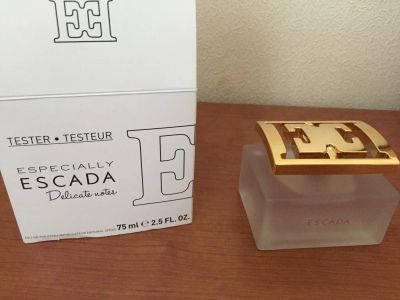 TESTER • TESTEUR
ESPECIALLY
ESCADA
Delicate notes
75 ml ℮ 2.5 FL. OZ.
ESCADA